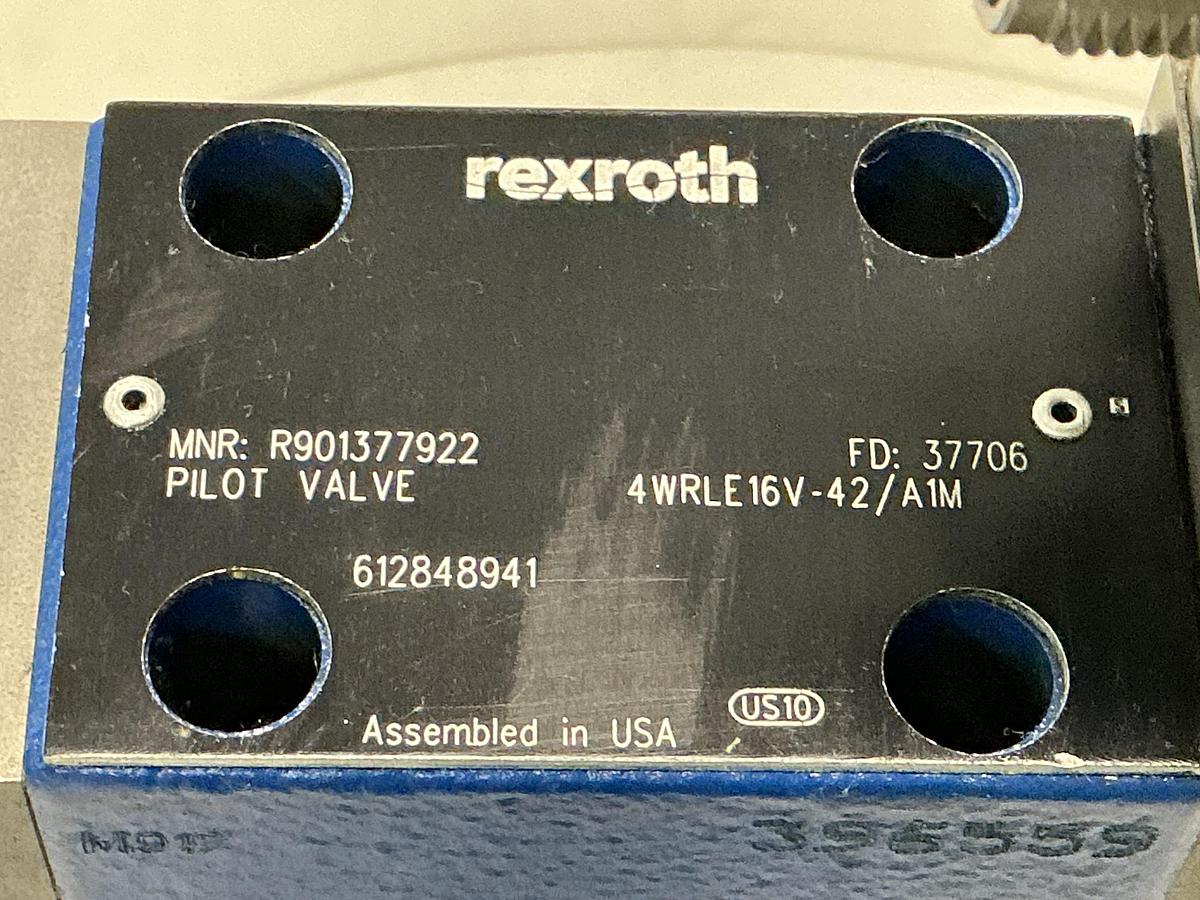 rexroth
MNR: R901377922
FD: 37706
PILOT VALVE
4WRLE16V-42/A1M
612848941
Assembled in USA
US10